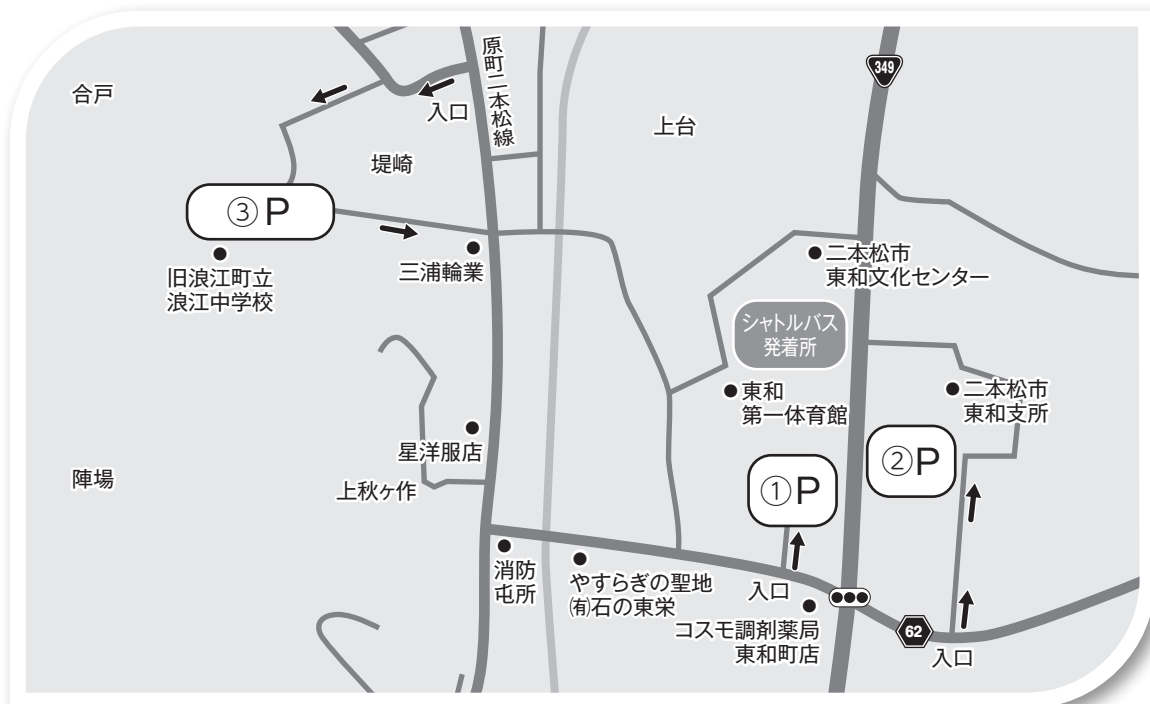 原町二本松線
349
合戸
入口
上台
堤崎
③P
旧浪江町立
浪江中学校
三浦輪業
二本松市
東和文化センター
シャトルバス
発着所
東和
第一体育館
二本松市
東和支所
星洋服店
②P
陣場
上秋ヶ作
①P
消防
屯所
やすらぎの聖地
㈲石の東栄
入口
コスモ調剤薬局
東和町店
62
入口